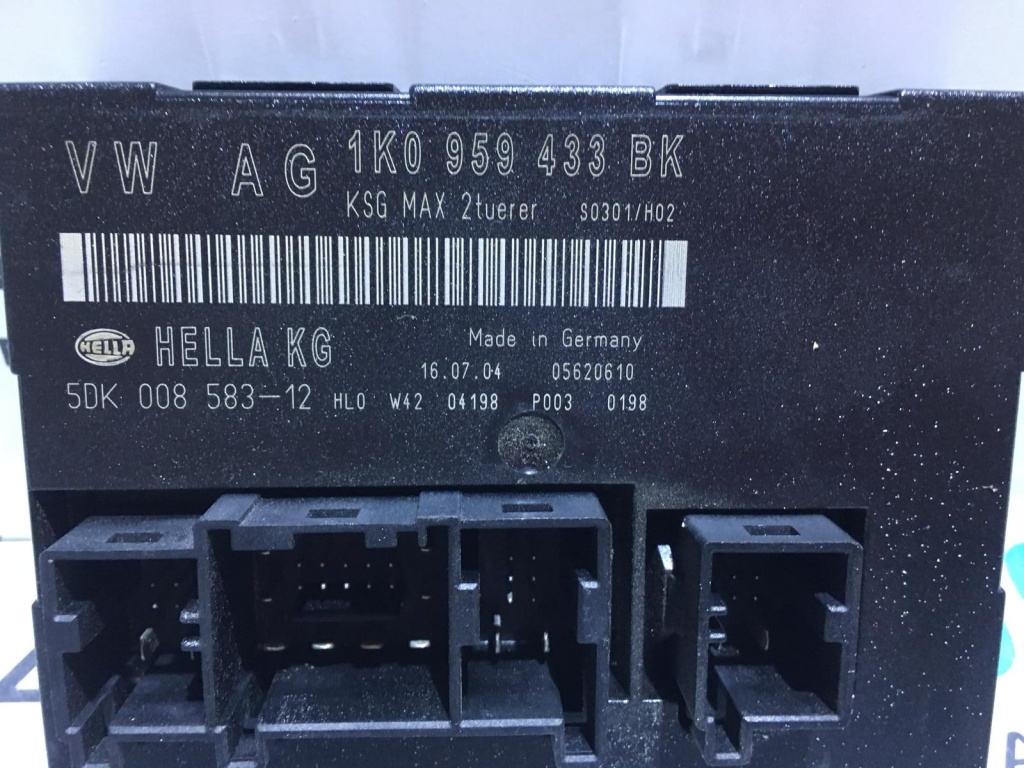 VW AG 1K0 959 433 BK
KSG MAX 2tuerer S0301/H02
HELLA HELLA KG Made in Germany
16.07.04 05620610
5DK 008 583-12 HLO W42 04198 P003 0198